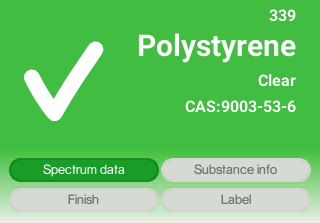 339
Polystyrene
Clear
CAS:9003-53-6
Spectrum data
Substance info
Finish
Label